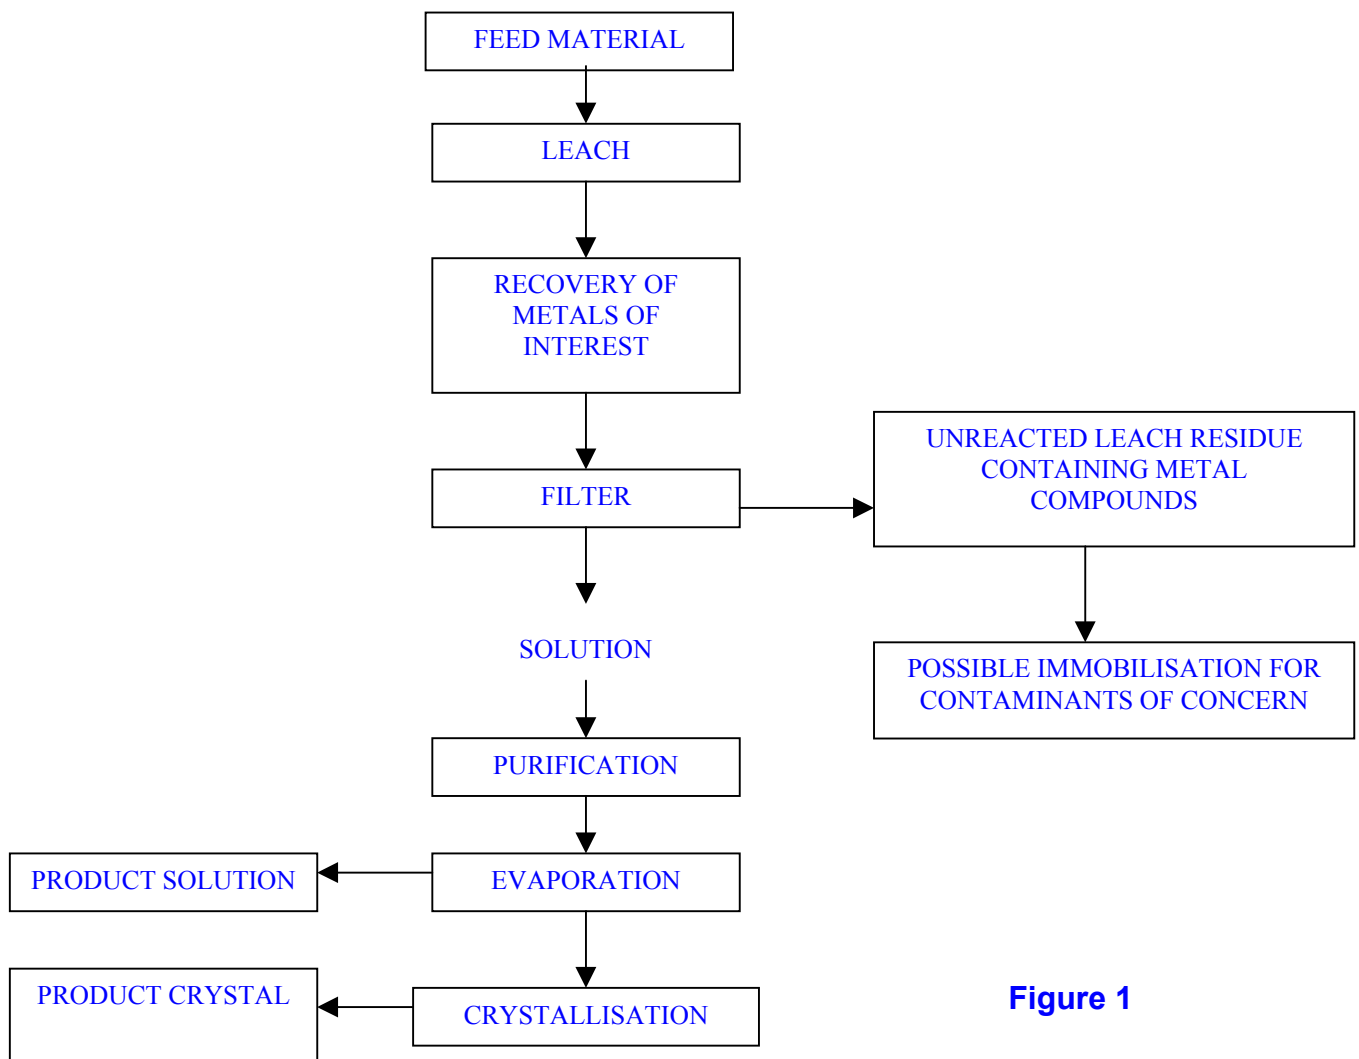 FEED MATERIAL
LEACH
RECOVERY OF
METALS OF
INTEREST
FILTER
UNREACTED LEACH RESIDUE
CONTAINING METAL
COMPOUNDS
SOLUTION
POSSIBLE IMMOBILISATION FOR
CONTAMINANTS OF CONCERN
PURIFICATION
PRODUCT SOLUTION
EVAPORATION
PRODUCT CRYSTAL
CRYSTALLISATION
Figure 1